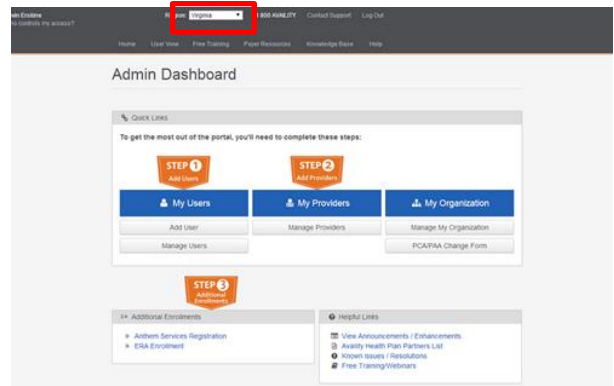 Erskine Region: Virginia 1 800 AVAILITY Contact Support Log Out
who controls my access?
Home User View Free Training Payer Resources Knowledge Base Help
Admin Dashboard
Quick Links
To get the most out of the portal, you'll need to complete these steps:
STEP 1
Add Users
STEP 2
Add Providers
My Users My Providers My Organization
Add User Manage Providers Manage My Organization
Manage Users PCA/PAA Change Form
STEP 3
Additional
Enrollments
Additional Enrollments
Anthem Services Registration
ERA Enrollment
Helpful Links
View Announcements / Enhancements
Availity Health Plan Partners List
Known Issues / Resolutions
Free Training/Webinars